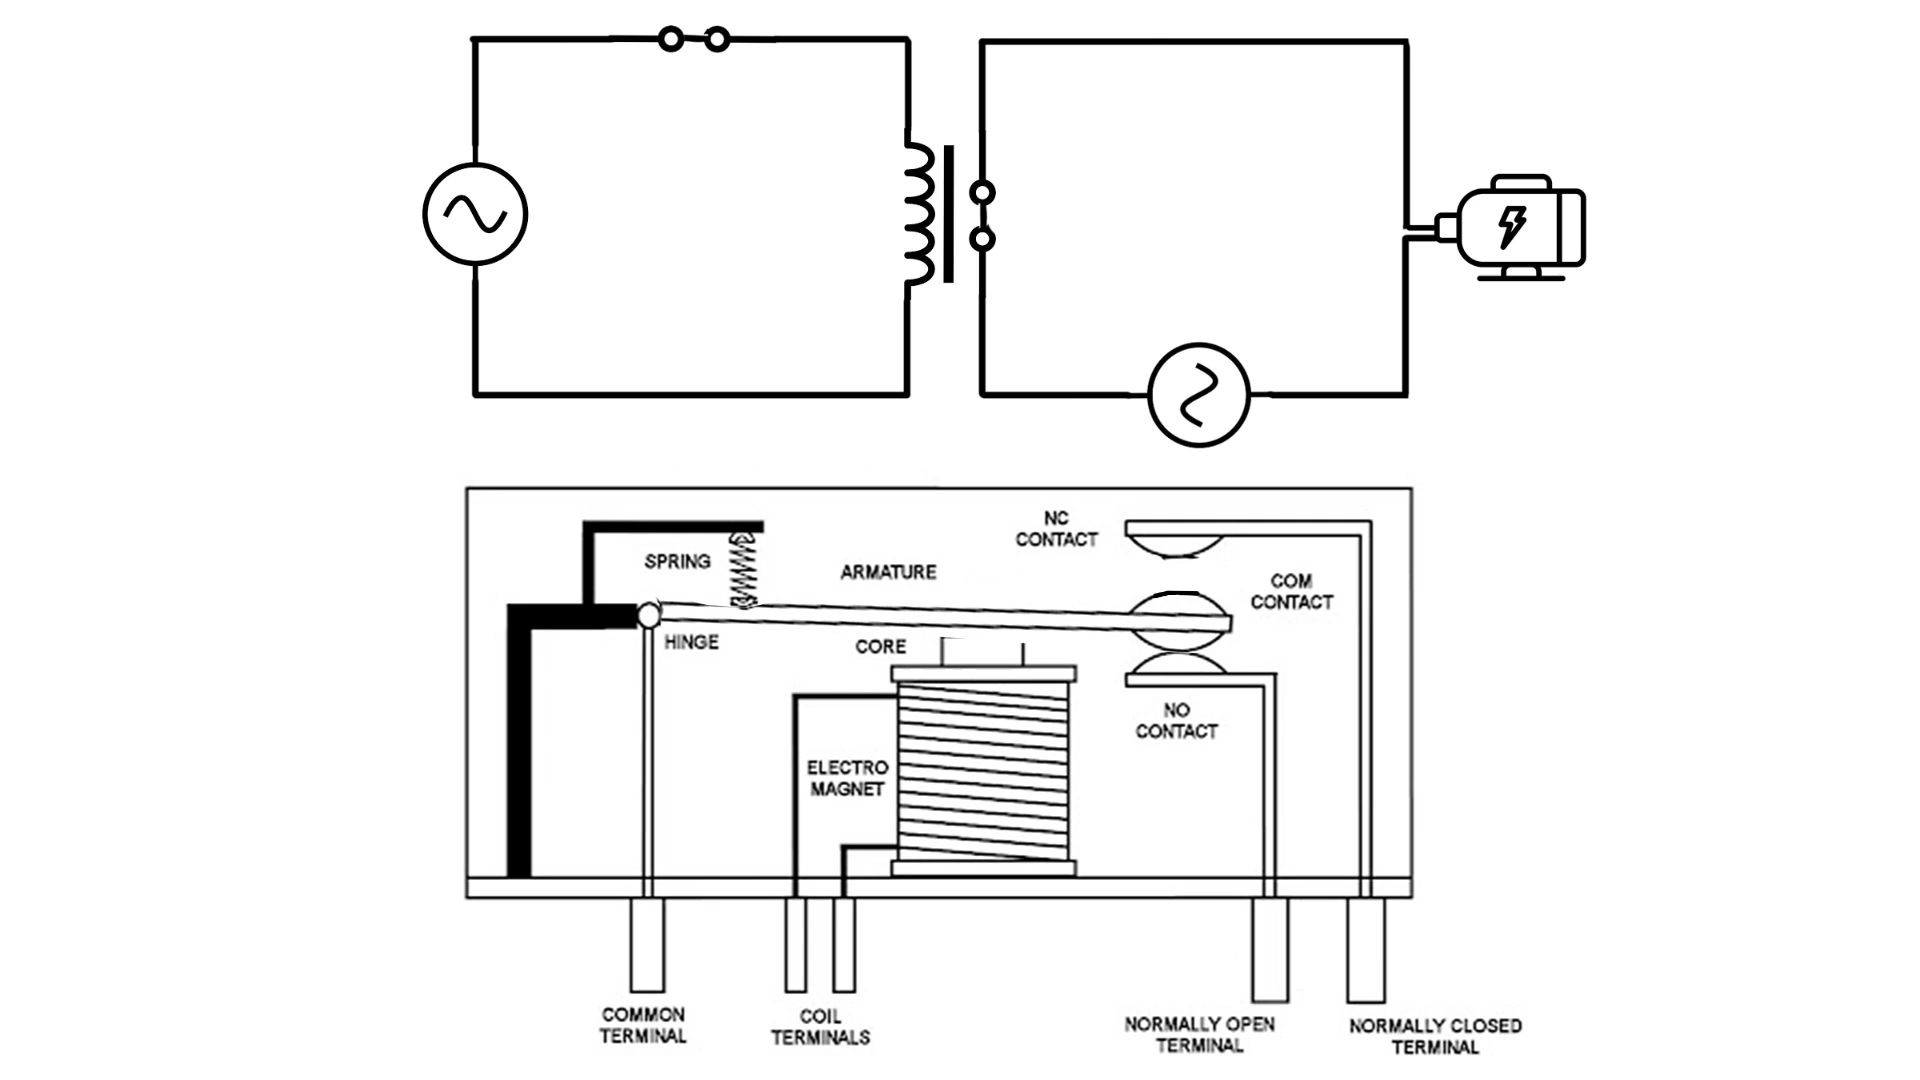 NC
CONTACT
SPRING
ARMATURE
COM
CONTACT
HINGE
CORE
NO
CONTACT
ELECTRO
MAGNET
COMMON
TERMINAL
COIL
TERMINALS
NORMALLY OPEN
TERMINAL
NORMALLY CLOSED
TERMINAL